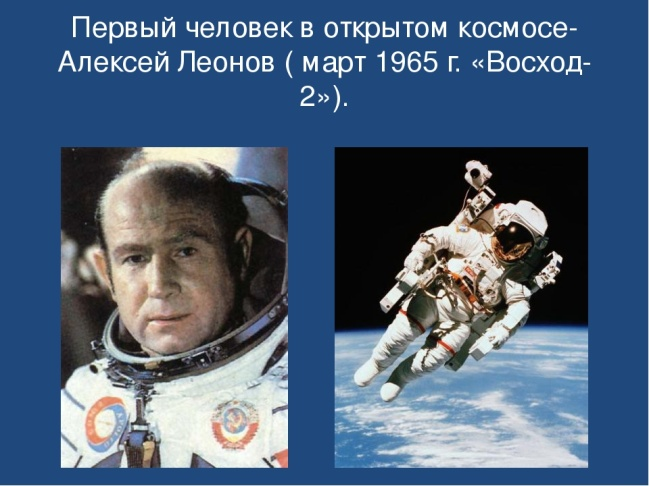 Первый человек в открытом космосе-
Алексей Леонов ( март 1965 г. «Восход-
2»).